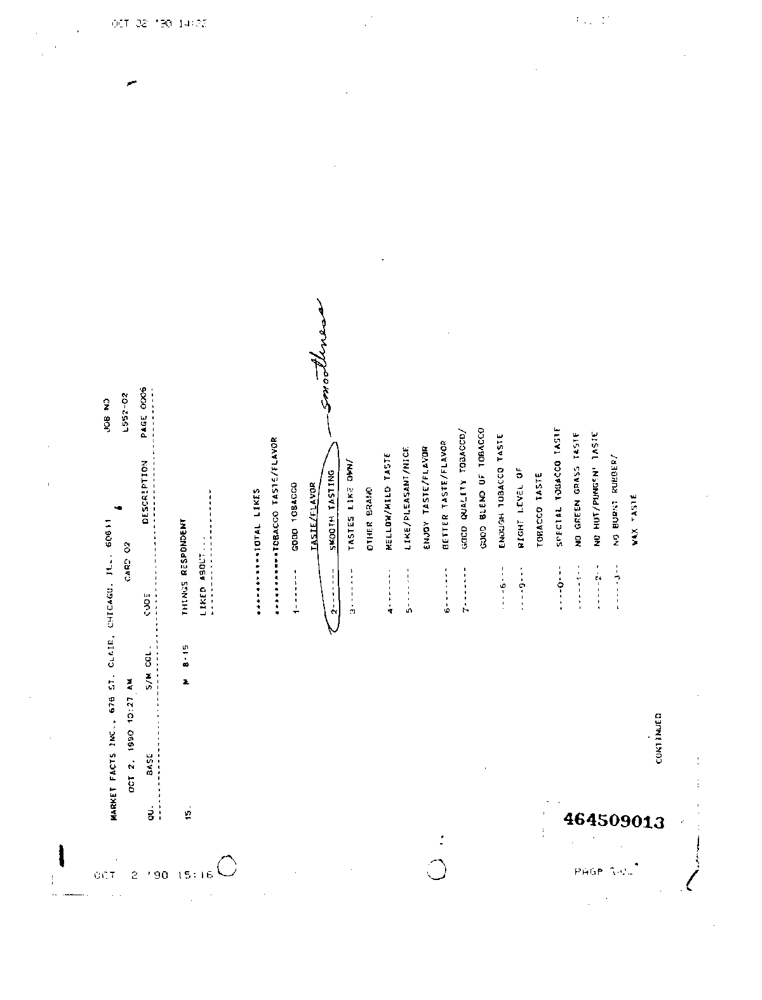 OCT 02 '90 14:22
MARKET FACTS INC., 676 ST. CLAIR, CHICAGO, IL. 60611 JOB NO
OCT 2, 1990 10:27 AM CARD 02 L552-02
QU. BASE S/M COL. CODE DESCRIPTION PAGE 0006
15. M 8-15 THINGS RESPONDENT
LIKED ABOUT...
**********TOTAL LIKES
**********TOBACCO TASTE/FLAVOR
1------- GOOD TOBACCO
TASTE/FLAVOR
2------- SMOOTH TASTING — smoothness
3------- TASTES LIKE OWN/
OTHER BRAND
4------- MELLOW/MILD TASTE
5------- LIKE/PLEASANT/NICE
ENJOY TASTE/FLAVOR
6------- BETTER TASTE/FLAVOR
7------- GOOD QUALITY TOBACCO/
GOOD BLEND OF TOBACCO
ENOUGH TOBACCO TASTE
----9--- RIGHT LEVEL OF
TOBACCO TASTE
----0--- SPECIAL TOBACCO TASTE
-----1-- NO GREEN GRASS TASTE
-----2-- NO HOT/PUNGENT TASTE
-----3-- NO BURNT RUBBER/
WAX TASTE
CONTINUED
464509013
OCT 2 '90 15:16